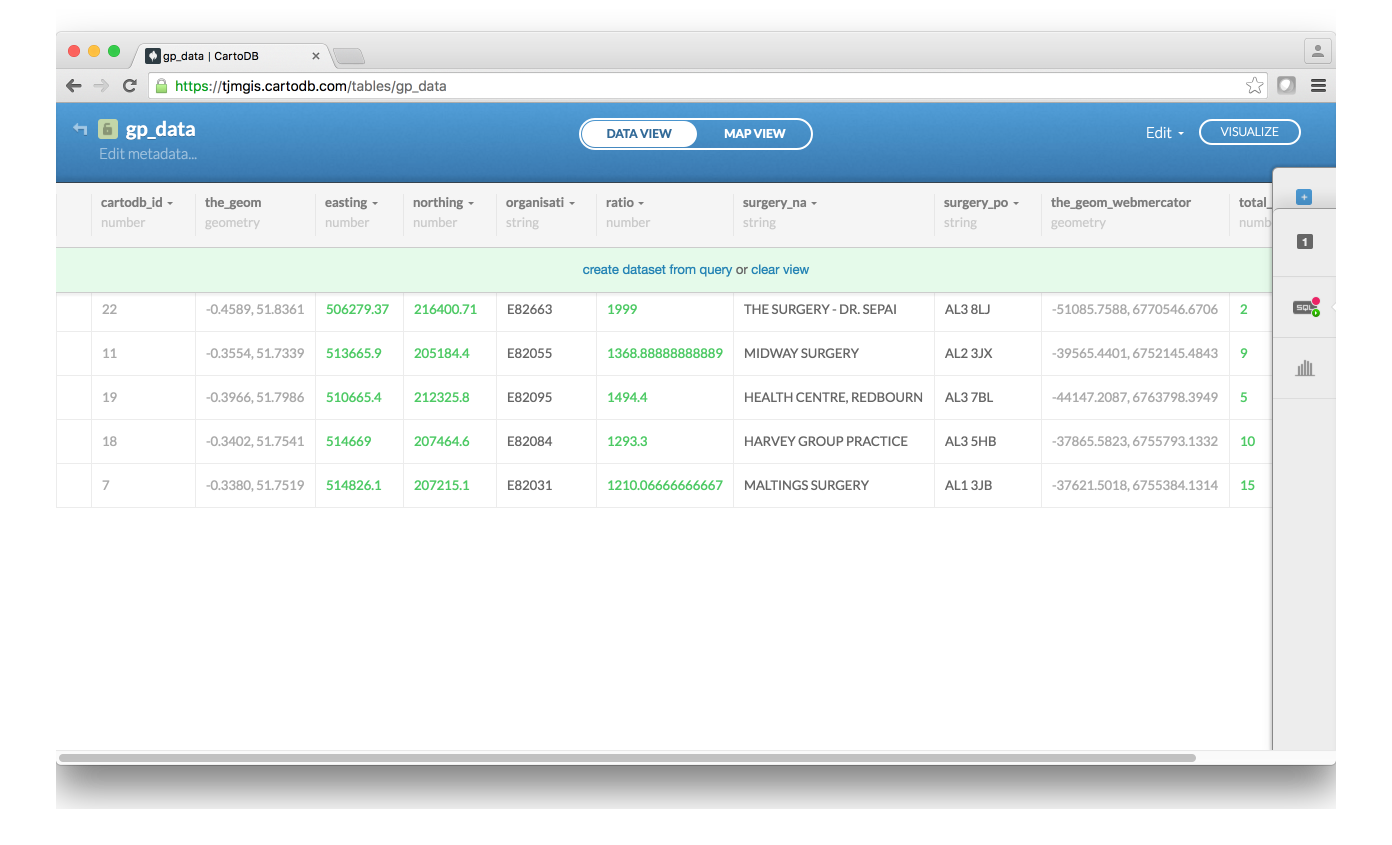 gp_data | CartoDB
https://tjmgis.cartodb.com/tables/gp_data
gp_data
Edit metadata...
DATA VIEW MAP VIEW
Edit VISUALIZE
cartodb_id the_geom easting northing organisati ratio surgery_na surgery_po the_geom_webmercator total_
number geometry number number string number string string geometry numb
1
create dataset from query or clear view
SQL
22 -0.4589, 51.8361 506279.37 216400.71 E82663 1999 THE SURGERY - DR. SEPAI AL3 8LJ -51085.7588, 6770546.6706 2
11 -0.3554, 51.7339 513665.9 205184.4 E82055 1368.88888888889 MIDWAY SURGERY AL2 3JX -39565.4401, 6752145.4843 9
19 -0.3966, 51.7986 510665.4 212325.8 E82095 1494.4 HEALTH CENTRE, REDBOURN AL3 7BL -44147.2087, 6763798.3949 5
18 -0.3402, 51.7541 514669 207464.6 E82084 1293.3 HARVEY GROUP PRACTICE AL3 5HB -37865.5823, 6755793.1332 10
7 -0.3380, 51.7519 514826.1 207215.1 E82031 1210.06666666667 MALTINGS SURGERY AL1 3JB -37621.5018, 6755384.1314 15